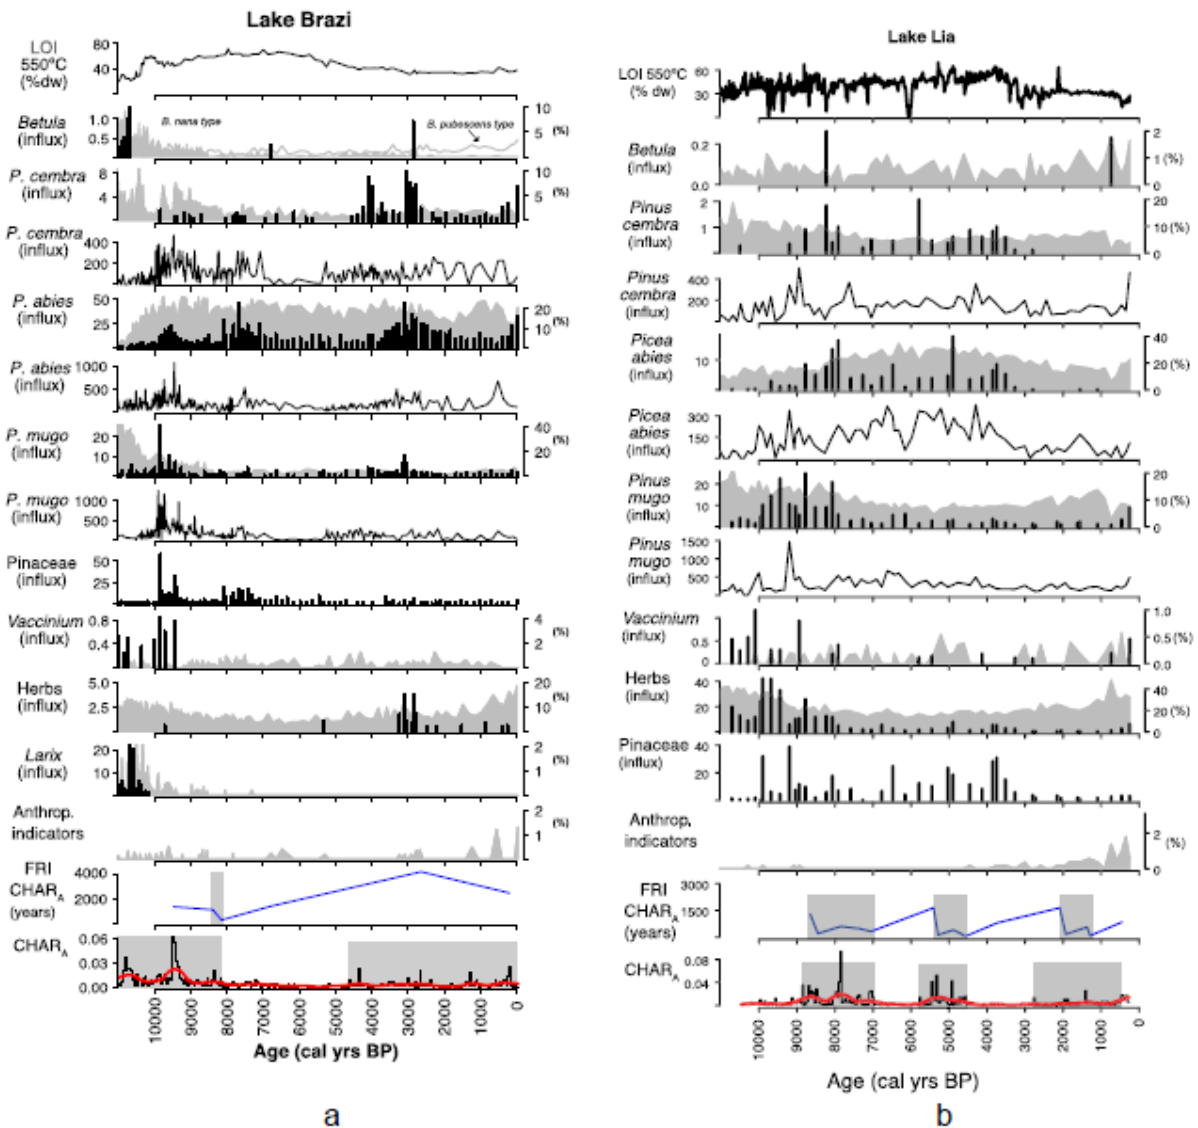 Lake Brazi
LOI
550°C
(%dw)
80
40
Betula
(influx)
1.0
0.5
B. nana type
B. pubescens type
10
5
(%)
P. cembra
(influx)
8
4
10
5
(%)
P. cembra
(influx)
400
200
P. abies
(influx)
50
25
20
10
(%)
P. abies
(influx)
1000
500
P. mugo
(influx)
20
10
40
20
(%)
P. mugo
(influx)
1000
500
Pinaceae
(influx)
50
25
Vaccinium
(influx)
0.8
0.4
4
2
(%)
Herbs
(influx)
5.0
2.5
20
10
0
(%)
Larix
(influx)
20
10
2
1
(%)
Anthrop.
indicators
2
1
(%)
FRI
CHARA
(years)
4000
2000
CHARA
0.06
0.03
0.00
10000
9000
8000
7000
6000
5000
4000
3000
2000
1000
0
Age (cal yrs BP)
a
Lake Lia
LOI 550°C
(% dw)
60
30
Betula
(influx)
0.2
0.0
2
1 (%)
0
Pinus
cembra
(influx)
2
1
20
10 (%)
0
Pinus
cembra
(influx)
400
200
Picea
abies
(influx)
10
40
20 (%)
0
Picea
abies
(influx)
300
150
Pinus
mugo
(influx)
20
10
20
10 (%)
0
Pinus
mugo
(influx)
1500
500
Vaccinium
(influx)
0.5
0
1.0
0.5 (%)
0.0
Herbs
(influx)
40
20
40
20 (%)
0
Pinaceae
(influx)
40
20
Anthrop.
indicators
2
(%)
0
FRI
CHARA
(years)
3000
1500
CHARA
0.08
0.04
10000
9000
8000
7000
6000
5000
4000
3000
2000
1000
0
Age (cal yrs BP)
b